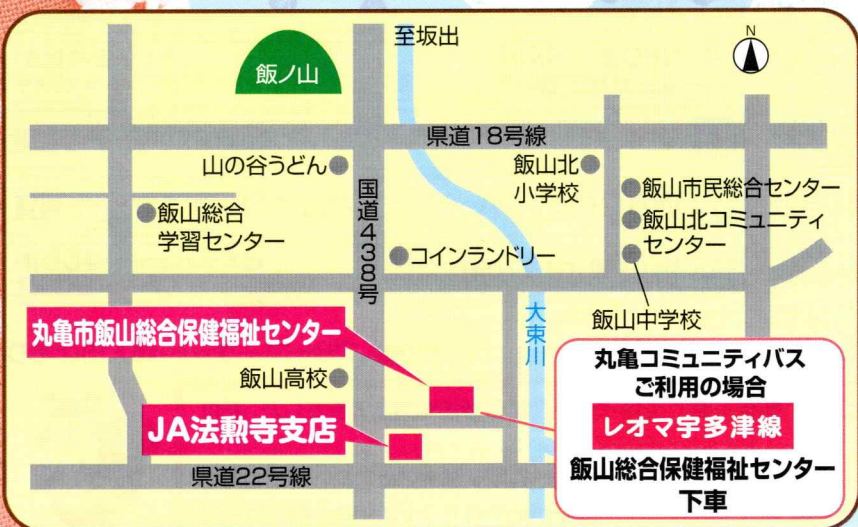 至坂出
N
飯ノ山
県道18号線
山の谷うどん
飯山北
小学校
飯山市民総合センター
飯山北コミュニティ
センター
飯山総合
学習センター
国道438号
コインランドリー
飯山中学校
大束川
丸亀市飯山総合保健福祉センター
飯山高校
JA法勲寺支店
県道22号線
丸亀コミュニティバス
ご利用の場合
レオマ宇多津線
飯山総合保健福祉センター
下車